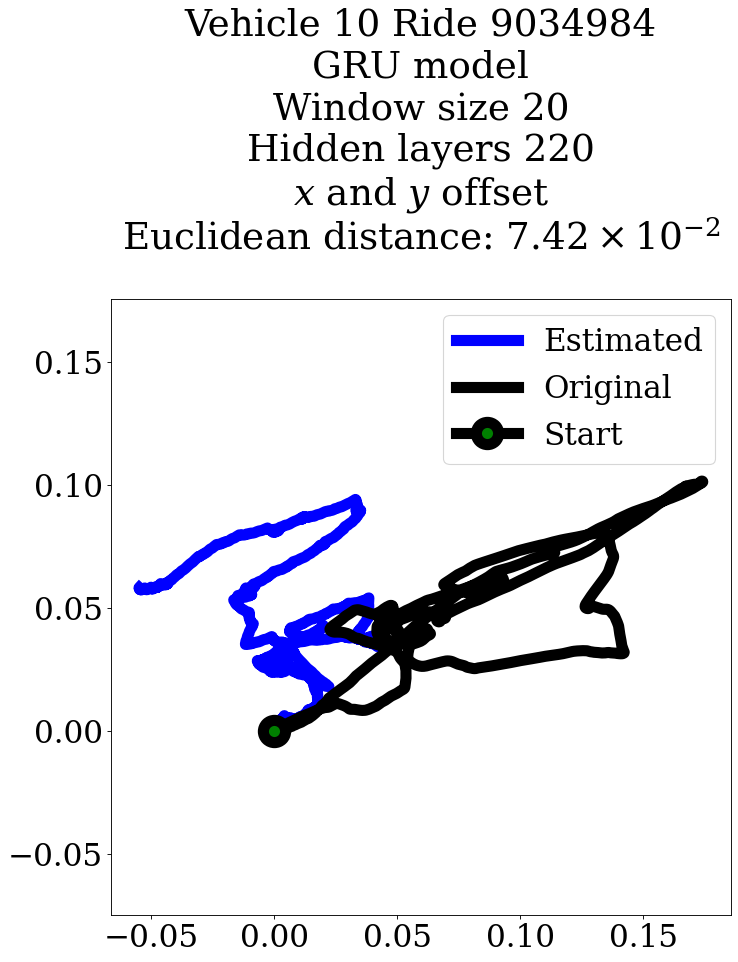 Vehicle 10 Ride 9034984
GRU model
Window size 20
Hidden layers 220
x and y offset
Euclidean distance: 7.42 × 10⁻²
Estimated
Original
Start
0.15
0.10
0.05
0.00
−0.05
−0.05 0.00 0.05 0.10 0.15